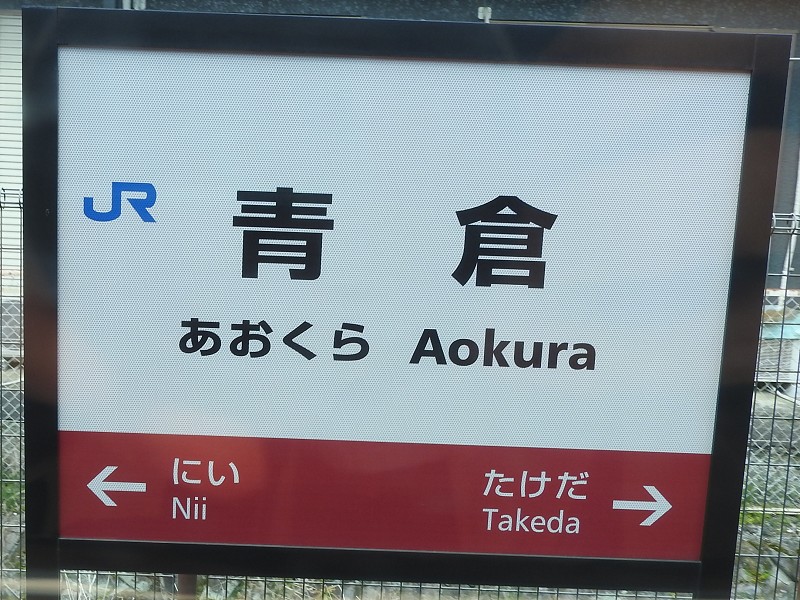 JR
青倉
あおくら Aokura
← にい
Nii
たけだ →
Takeda